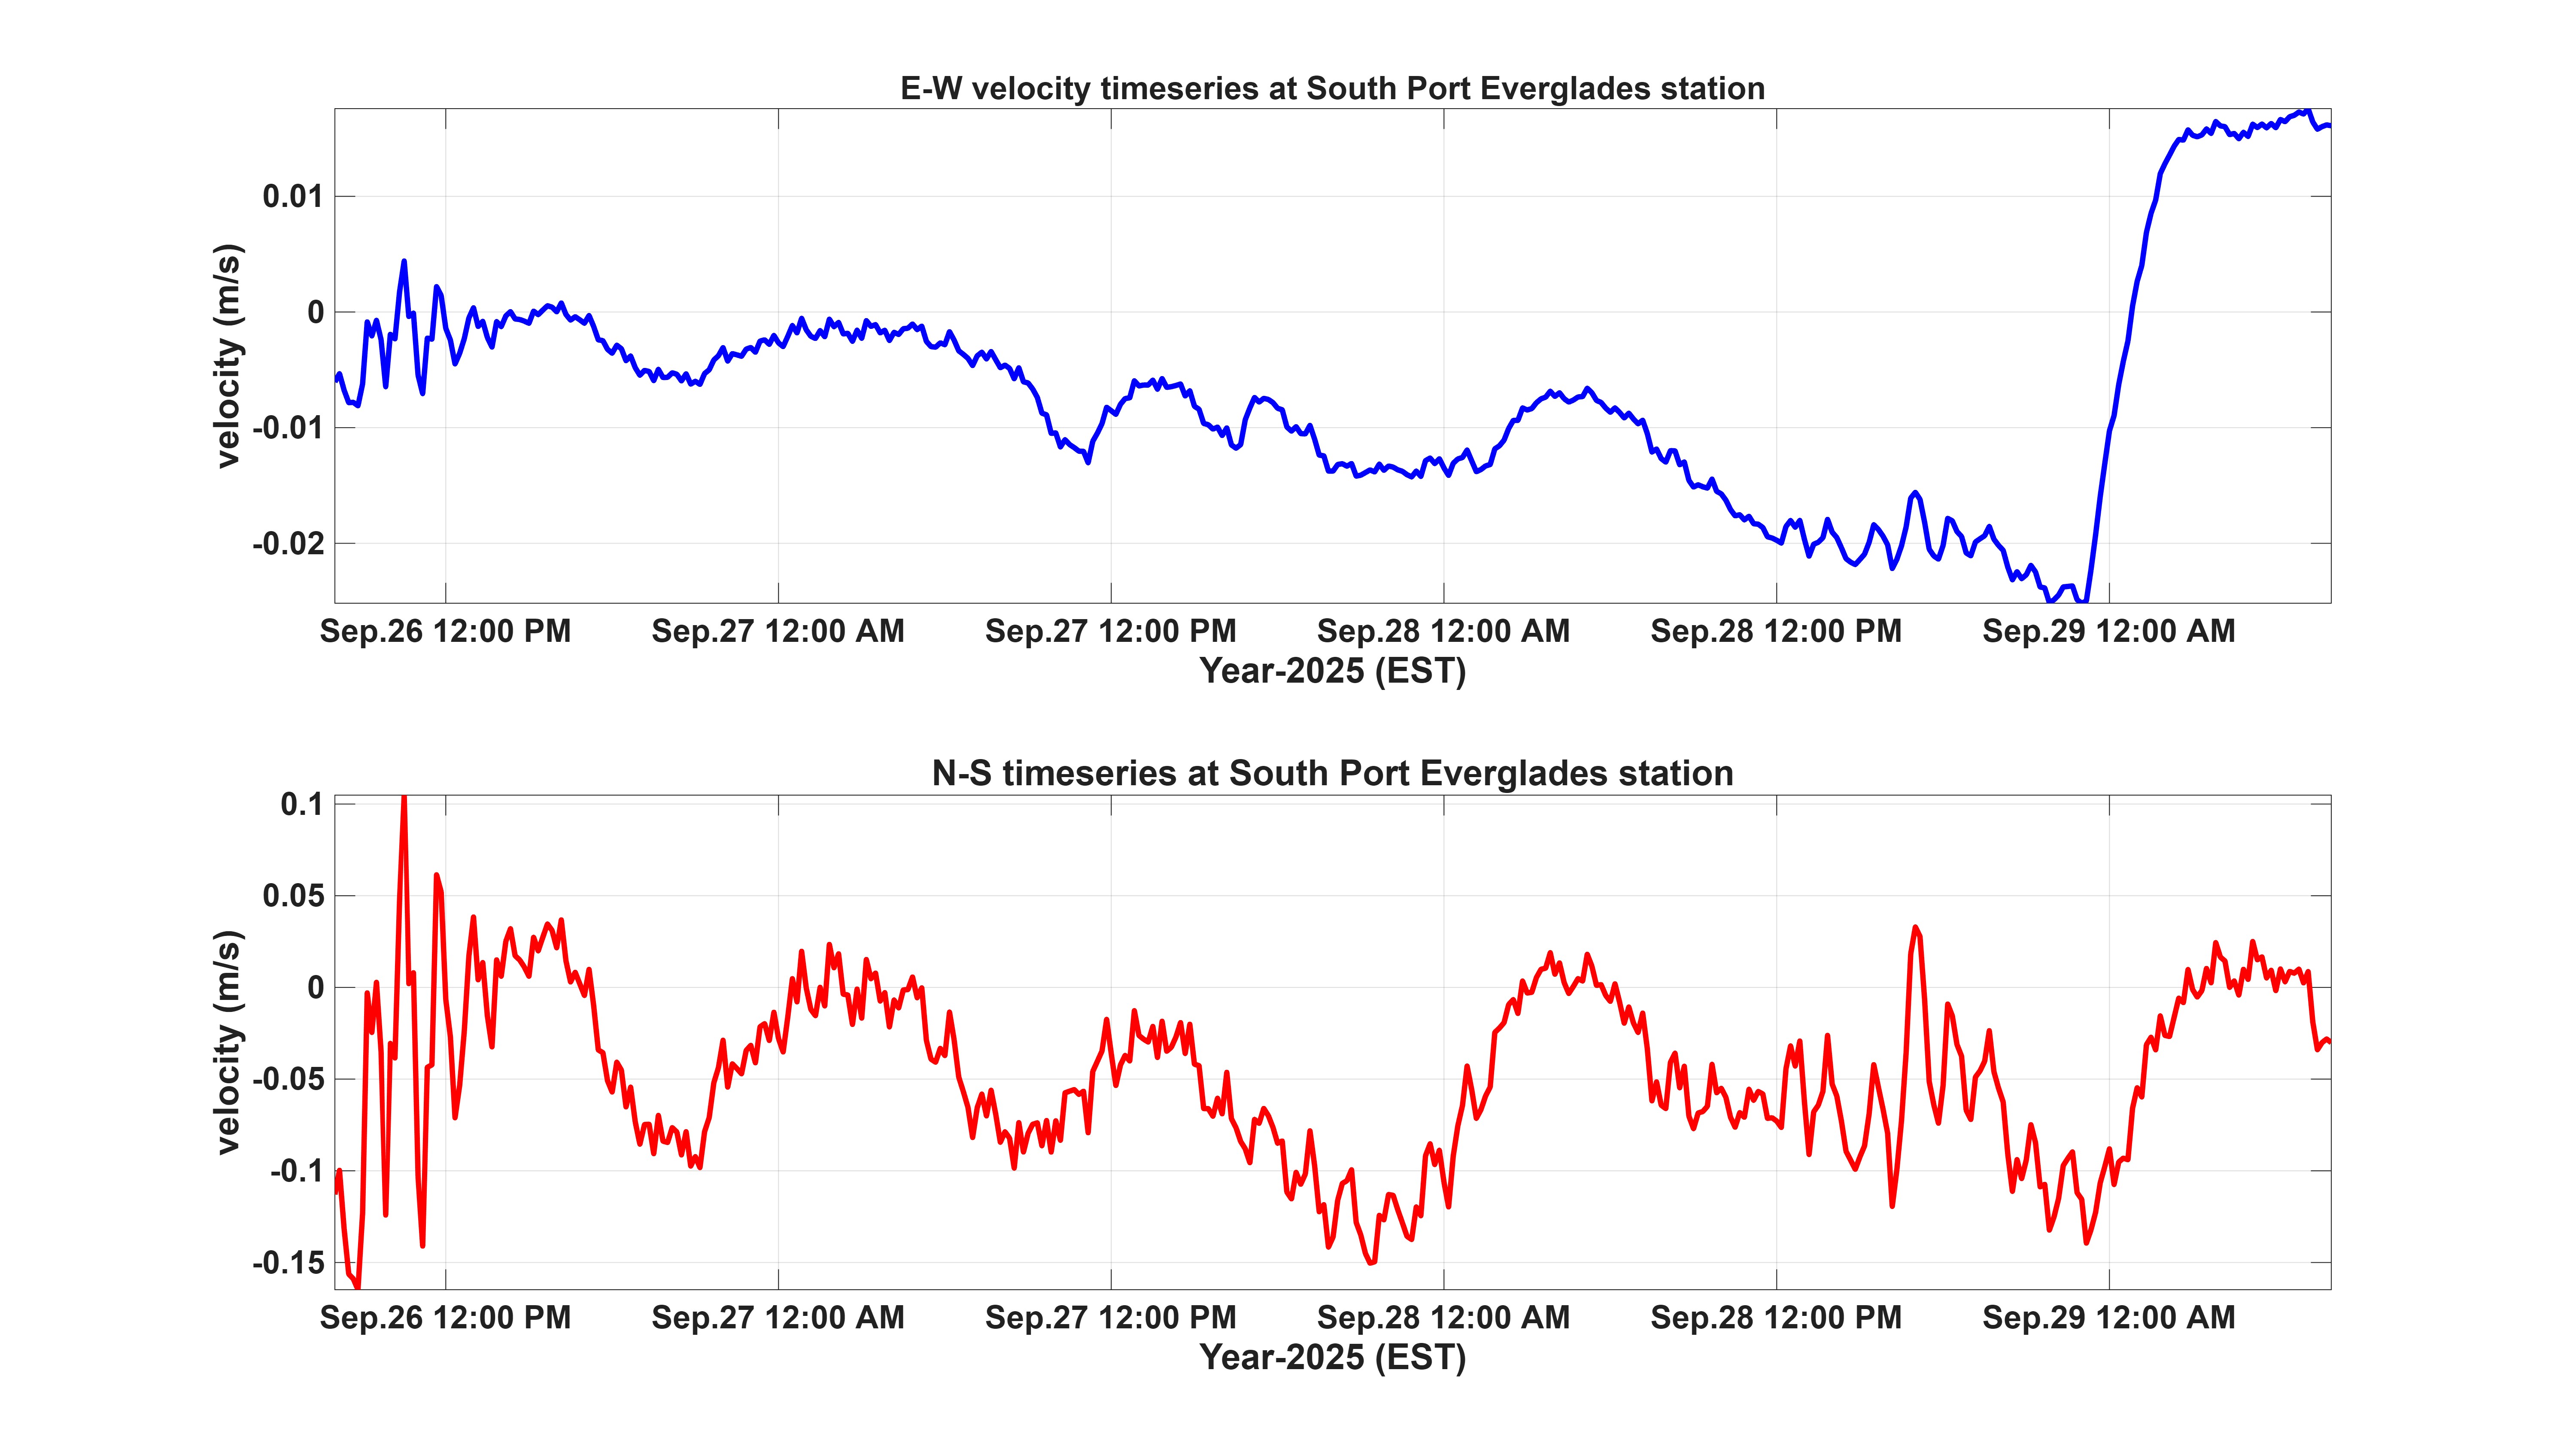 E-W velocity timeseries at South Port Everglades station
velocity (m/s)
0.01
0
-0.01
-0.02
Sep.26 12:00 PM Sep.27 12:00 AM Sep.27 12:00 PM Sep.28 12:00 AM Sep.28 12:00 PM Sep.29 12:00 AM
Year-2025 (EST)
N-S timeseries at South Port Everglades station
velocity (m/s)
0.1
0.05
0
-0.05
-0.1
-0.15
Sep.26 12:00 PM Sep.27 12:00 AM Sep.27 12:00 PM Sep.28 12:00 AM Sep.28 12:00 PM Sep.29 12:00 AM
Year-2025 (EST)